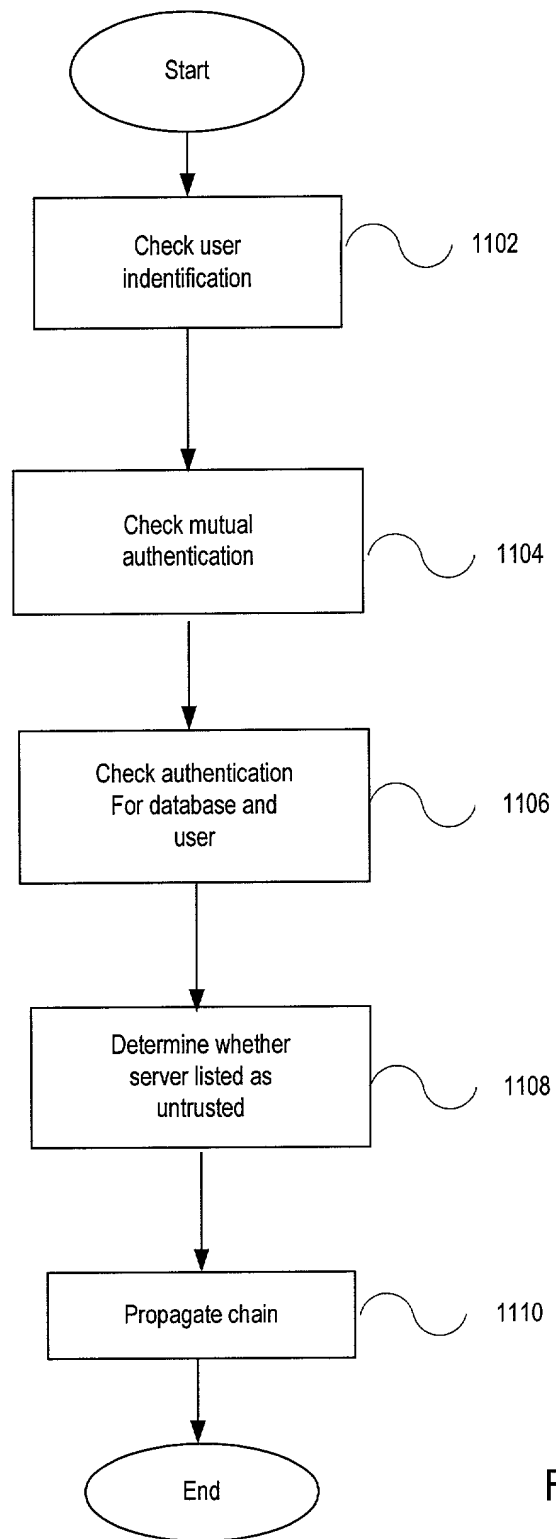 Start
Check user
indentification
1102
Check mutual
authentication
1104
Check authentication
For database and
user
1106
Determine whether
server listed as
untrusted
1108
Propagate chain
1110
End
F